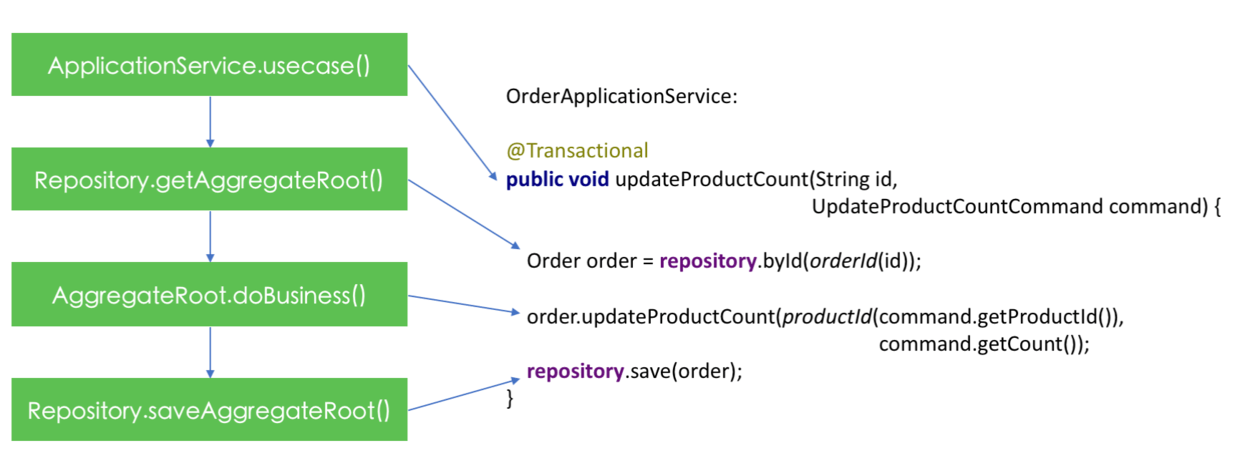 ApplicationService.usecase()
Repository.getAggregateRoot()
AggregateRoot.doBusiness()
Repository.saveAggregateRoot()
OrderApplicationService:
@Transactional
public void updateProductCount(String id,
UpdateProductCountCommand command) {
Order order = repository.byId(orderId(id));
order.updateProductCount(productId(command.getProductId()),
command.getCount());
repository.save(order);
}